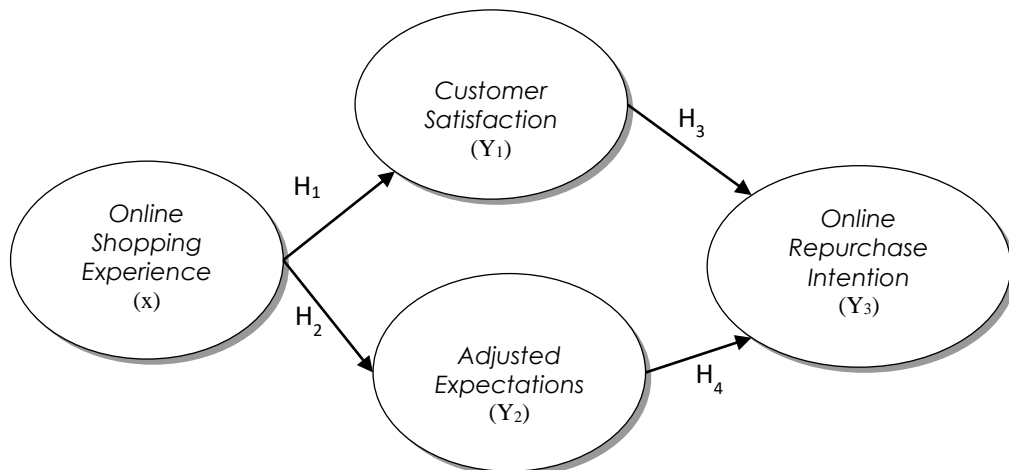 Customer
Satisfaction
(Y₁)
H₃
H₁
Online
Shopping
Experience
(x)
Online
Repurchase
Intention
(Y₃)
H₂
Adjusted
Expectations
(Y₂)
H₄